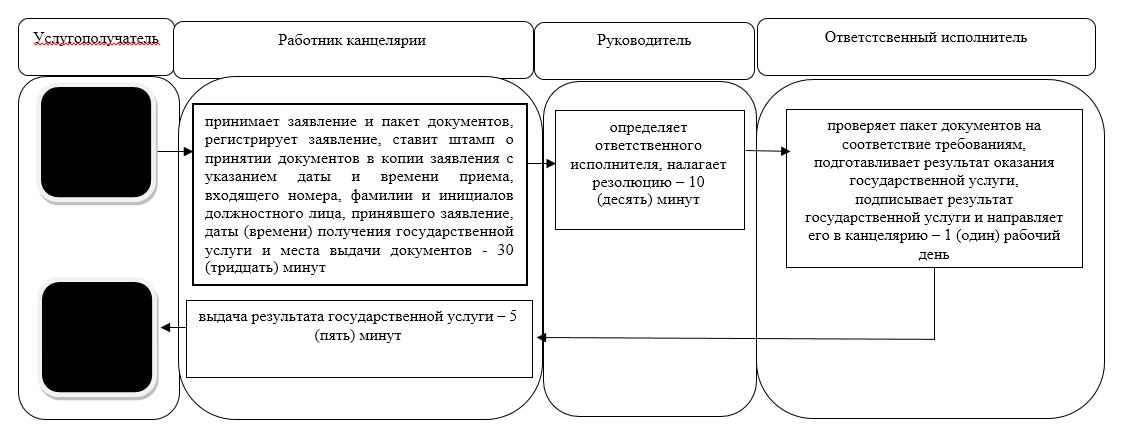 Услугополучатель
Работник канцелярии
Руководитель
Ответстсвенный исполнитель
принимает заявление и пакет документов,
регистрирует заявление, ставит штамп о
принятии документов в копии заявления с
указанием даты и времени приема,
входящего номера, фамилии и инициалов
должностного лица, принявшего заявление,
даты (времени) получения государственной
услуги и места выдачи документов - 30
(тридцать) минут
определяет
ответственного
исполнителя, налагает
резолюцию – 10
(десять) минут
проверяет пакет документов на
соответствие требованиям,
подготавливает результат оказания
государственной услуги,
подписывает результат
государственной услуги и направляет
его в канцелярию – 1 (один) рабочий
день
выдача результата государственной услуги – 5
(пять) минут